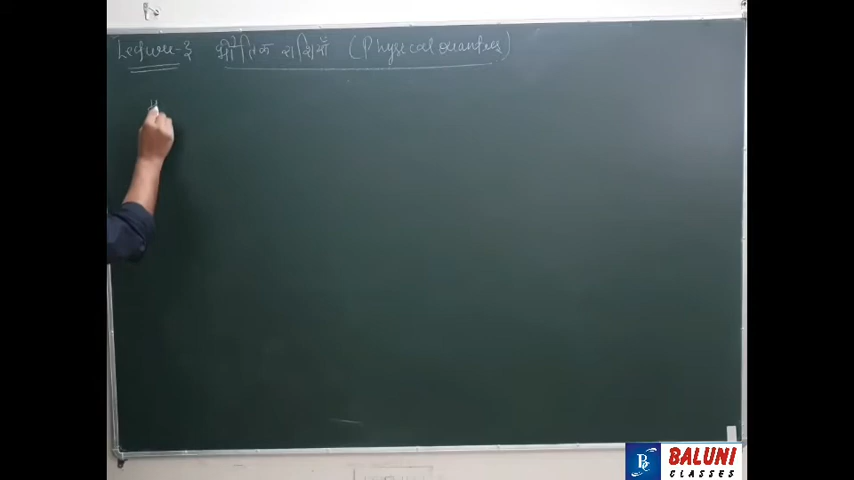 Lecture-3 भौतिक राशियाँ (Physical quantities)
BALUNI
CLASSES